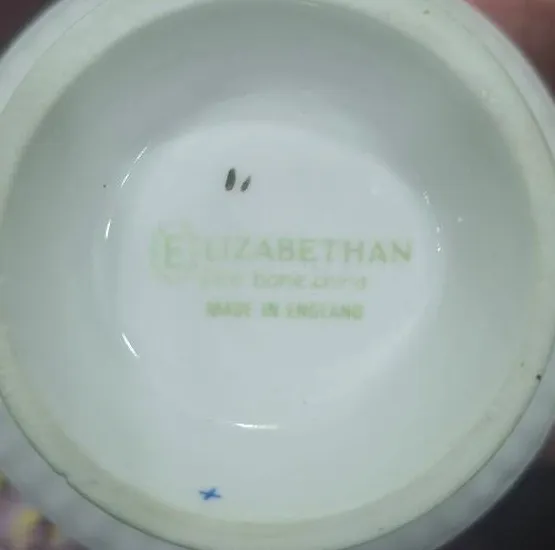 ELIZABETHAN
fine bone china
MADE IN ENGLAND